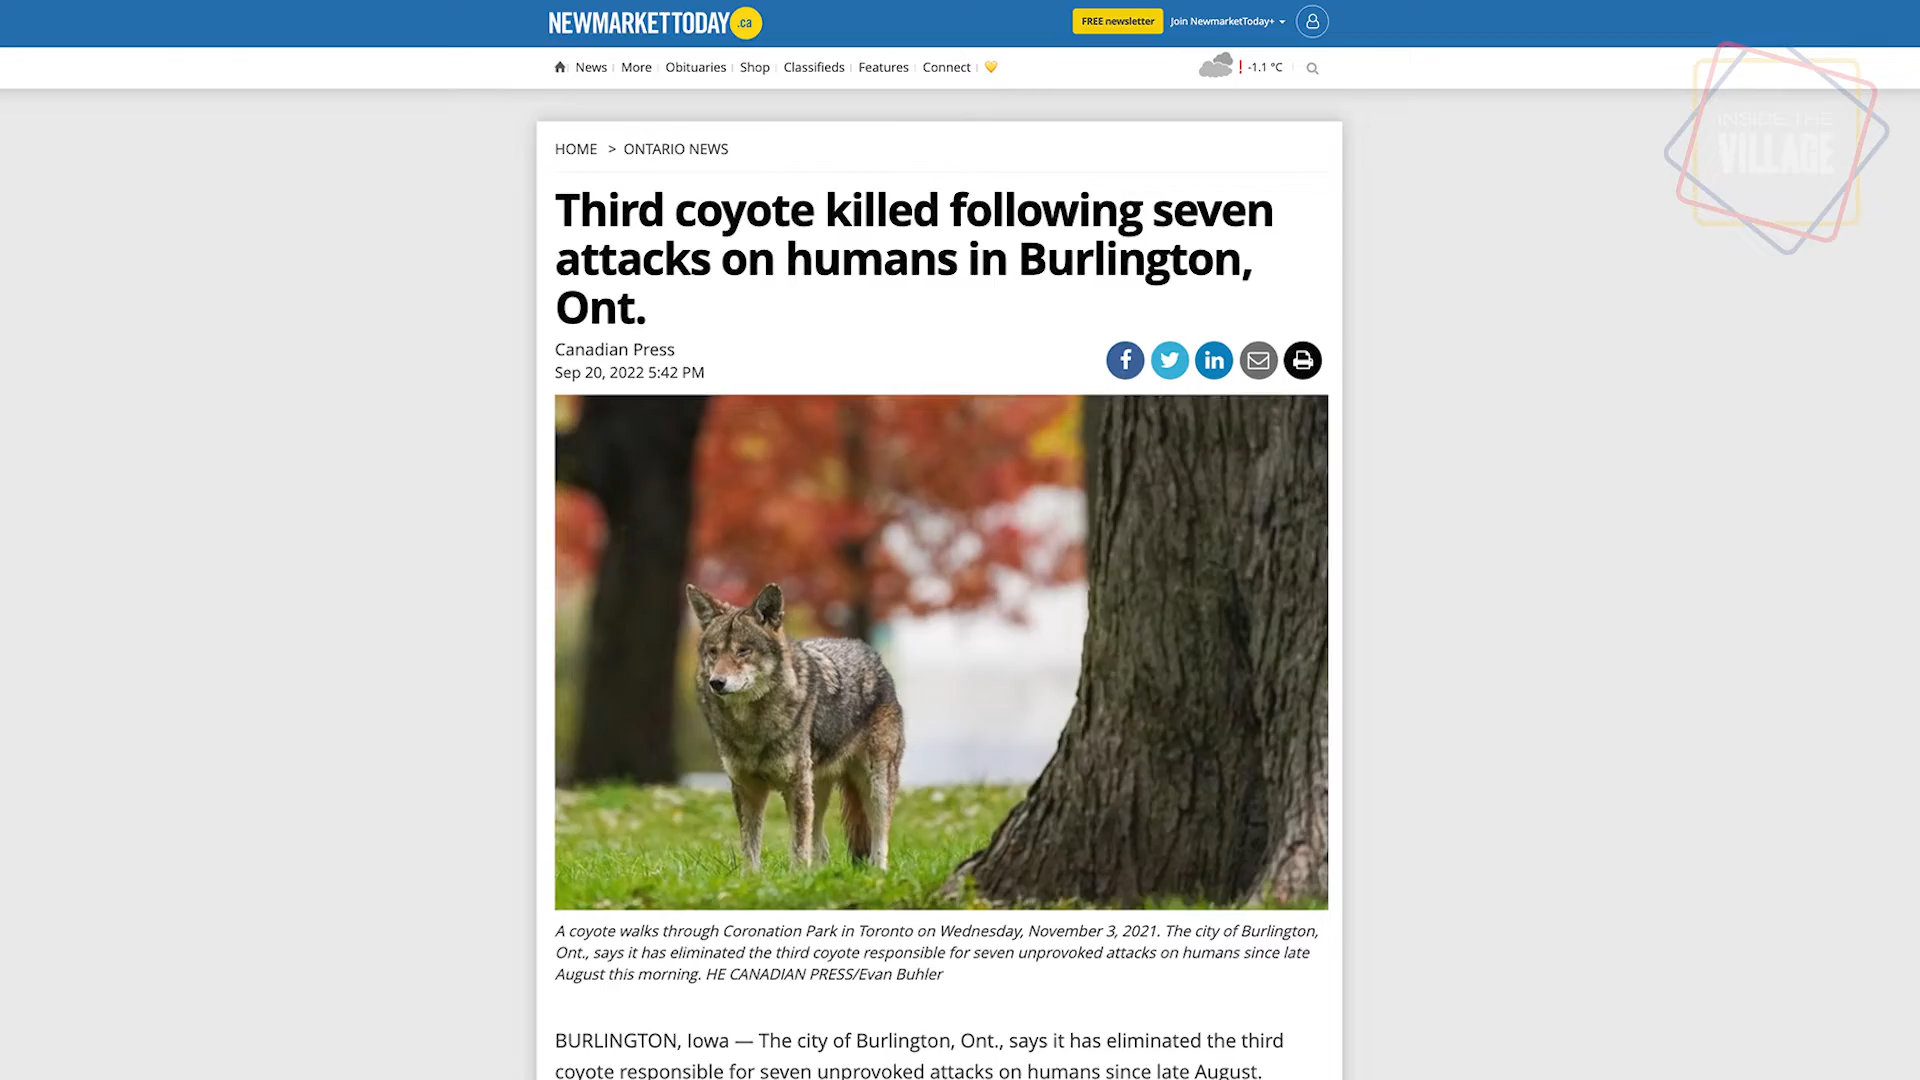 NEWMARKETTODAY.ca
FREE newsletter
Join NewmarketToday+
News
More
Obituaries
Shop
Classifieds
Features
Connect
-1.1 °C
INSIDE THE
VILLAGE
HOME > ONTARIO NEWS
Third coyote killed following seven
attacks on humans in Burlington,
Ont.
Canadian Press
Sep 20, 2022 5:42 PM
A coyote walks through Coronation Park in Toronto on Wednesday, November 3, 2021. The city of Burlington,
Ont., says it has eliminated the third coyote responsible for seven unprovoked attacks on humans since late
August this morning. HE CANADIAN PRESS/Evan Buhler
BURLINGTON, Iowa — The city of Burlington, Ont., says it has eliminated the third
coyote responsible for seven unprovoked attacks on humans since late August.